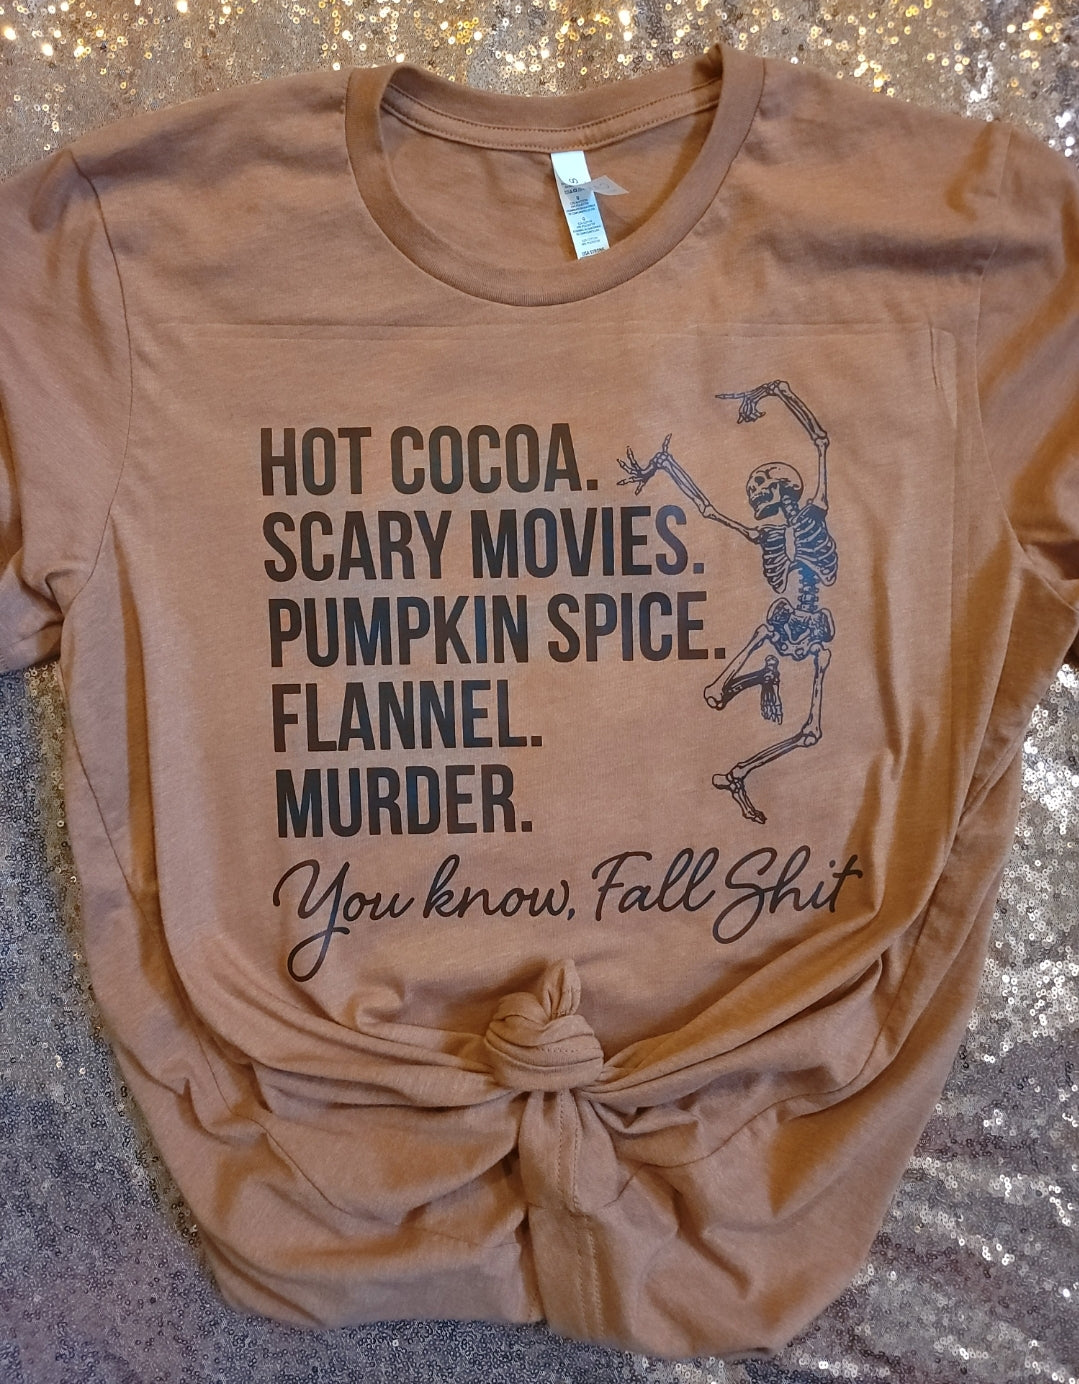 S
HOT COCOA.
SCARY MOVIES.
PUMPKIN SPICE.
FLANNEL.
MURDER.
You know, Fall Shit